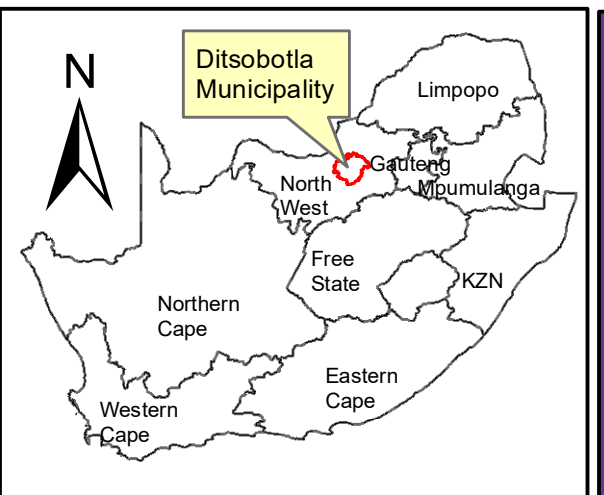 N
Ditsobotla
Municipality
Limpopo
Gauteng
Mpumulanga
North
West
Free
State
KZN
Northern
Cape
Eastern
Cape
Western
Cape